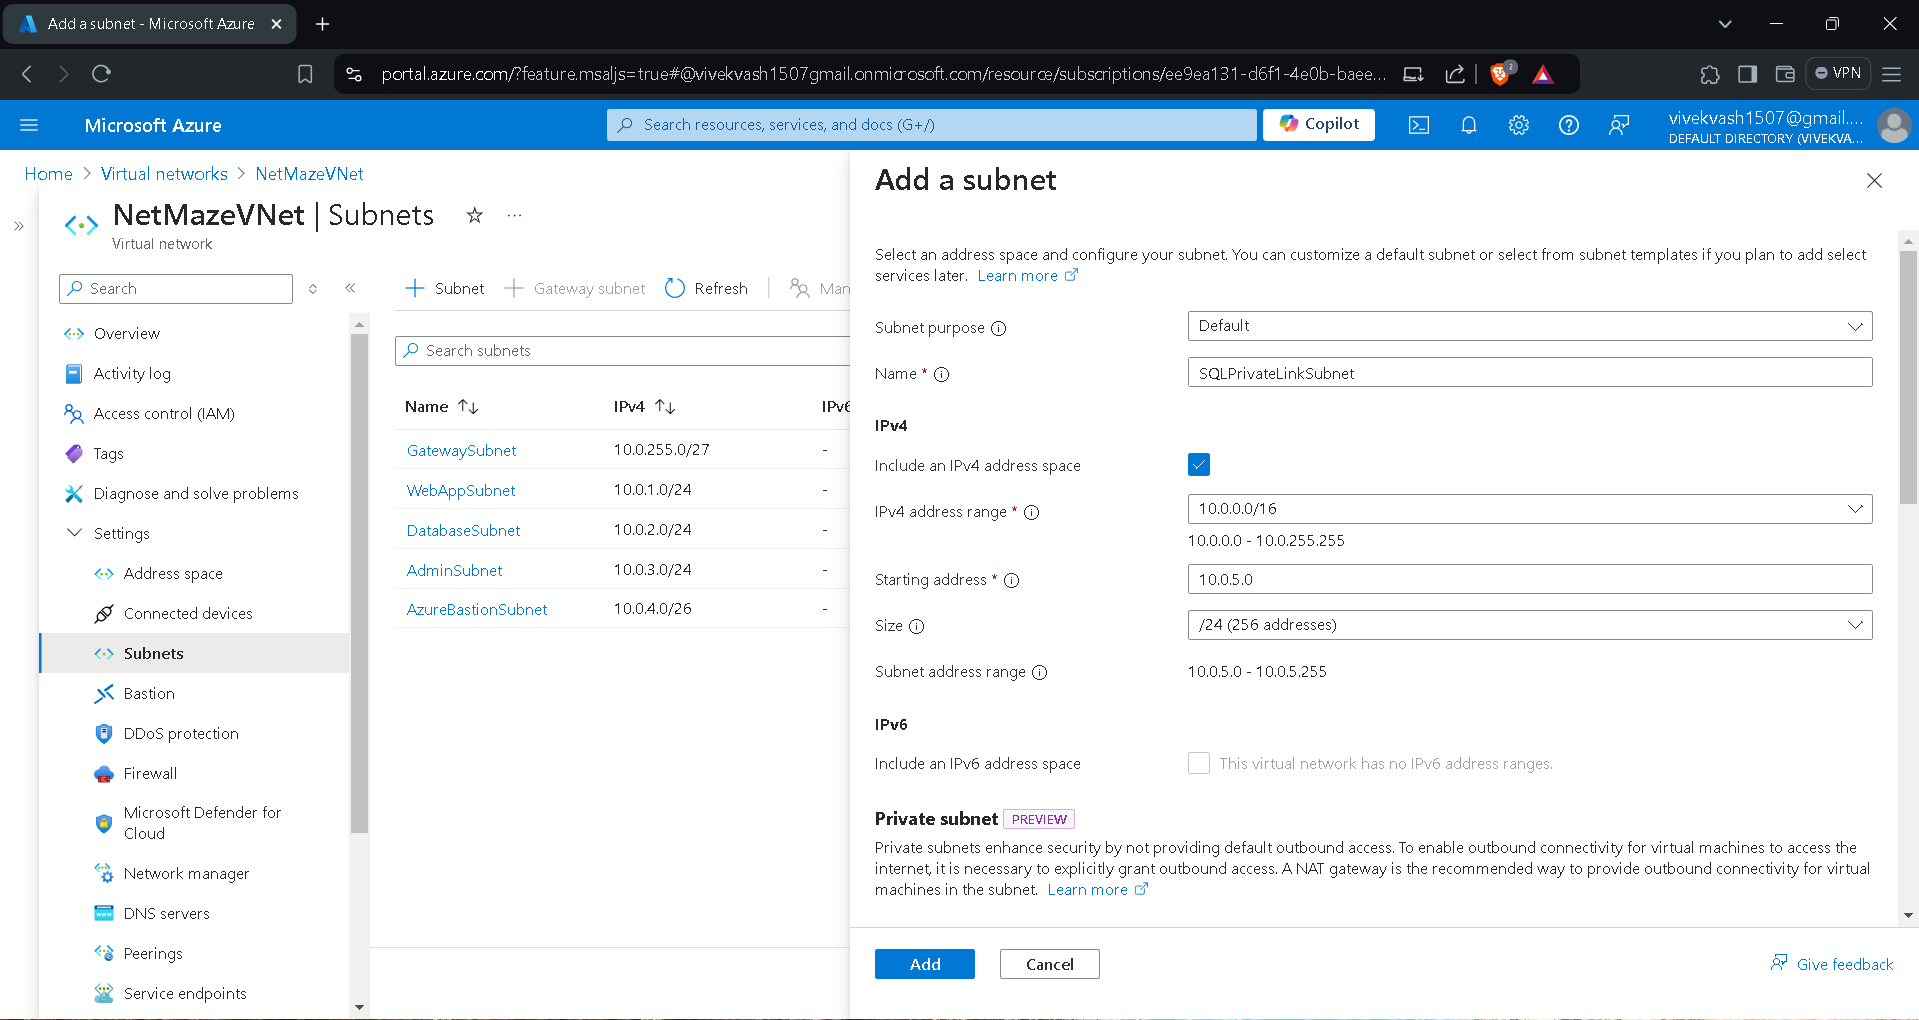 Add a subnet - Microsoft Azure
portal.azure.com/?feature.msaljs=true#@vivekvash1507gmail.onmicrosoft.com/resource/subscriptions/ee9ea131-d6f1-4e0b-baee...
2
VPN
Microsoft Azure
Search resources, services, and docs (G+/)
Copilot
vivekvash1507@gmail....
DEFAULT DIRECTORY (VIVEKVA...
Home > Virtual networks > NetMazeVNet
NetMazeVNet | Subnets
Virtual network
Search
Overview
Activity log
Access control (IAM)
Tags
Diagnose and solve problems
Settings
Address space
Connected devices
Subnets
Bastion
DDoS protection
Firewall
Microsoft Defender for
Cloud
Network manager
DNS servers
Peerings
Service endpoints
Subnet
Gateway subnet
Refresh
Man
Search subnets
Name IPv4 IPv6
GatewaySubnet 10.0.255.0/27 -
WebAppSubnet 10.0.1.0/24 -
DatabaseSubnet 10.0.2.0/24 -
AdminSubnet 10.0.3.0/24 -
AzureBastionSubnet 10.0.4.0/26 -
Add a subnet
Select an address space and configure your subnet. You can customize a default subnet or select from subnet templates if you plan to add select
services later. Learn more
Subnet purpose Default
Name * SQLPrivateLinkSubnet
IPv4
Include an IPv4 address space
IPv4 address range * 10.0.0.0/16
10.0.0.0 - 10.0.255.255
Starting address * 10.0.5.0
Size /24 (256 addresses)
Subnet address range 10.0.5.0 - 10.0.5.255
IPv6
Include an IPv6 address space This virtual network has no IPv6 address ranges.
Private subnet PREVIEW
Private subnets enhance security by not providing default outbound access. To enable outbound connectivity for virtual machines to access the
internet, it is necessary to explicitly grant outbound access. A NAT gateway is the recommended way to provide outbound connectivity for virtual
machines in the subnet. Learn more
Add
Cancel
Give feedback